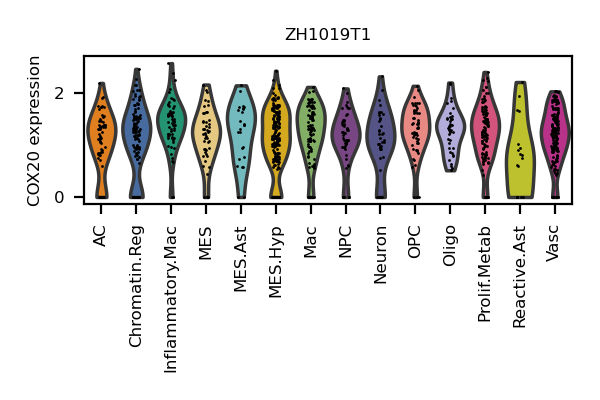 ZH1019T1
COX20 expression
2
0
AC
Chromatin.Reg
Inflammatory.Mac
MES
MES.Ast
MES.Hyp
Mac
NPC
Neuron
OPC
Oligo
Prolif.Metab
Reactive.Ast
Vasc